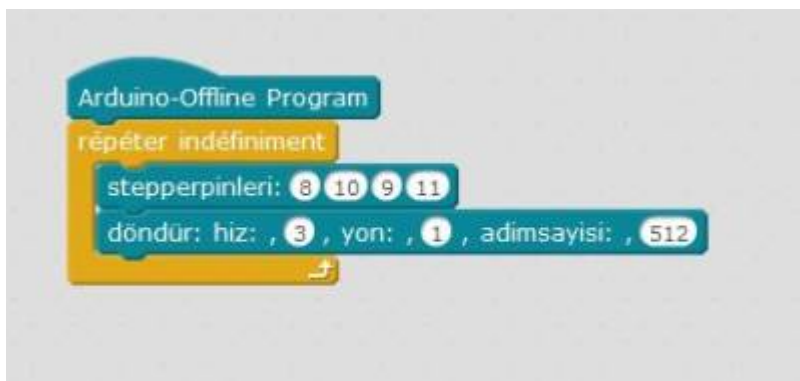 Arduino-Offline Program
répéter indéfiniment
stepperpinleri: 8 10 9 11
döndür: hiz: , 3 , yon: , 1 , adimsayisi: , 512